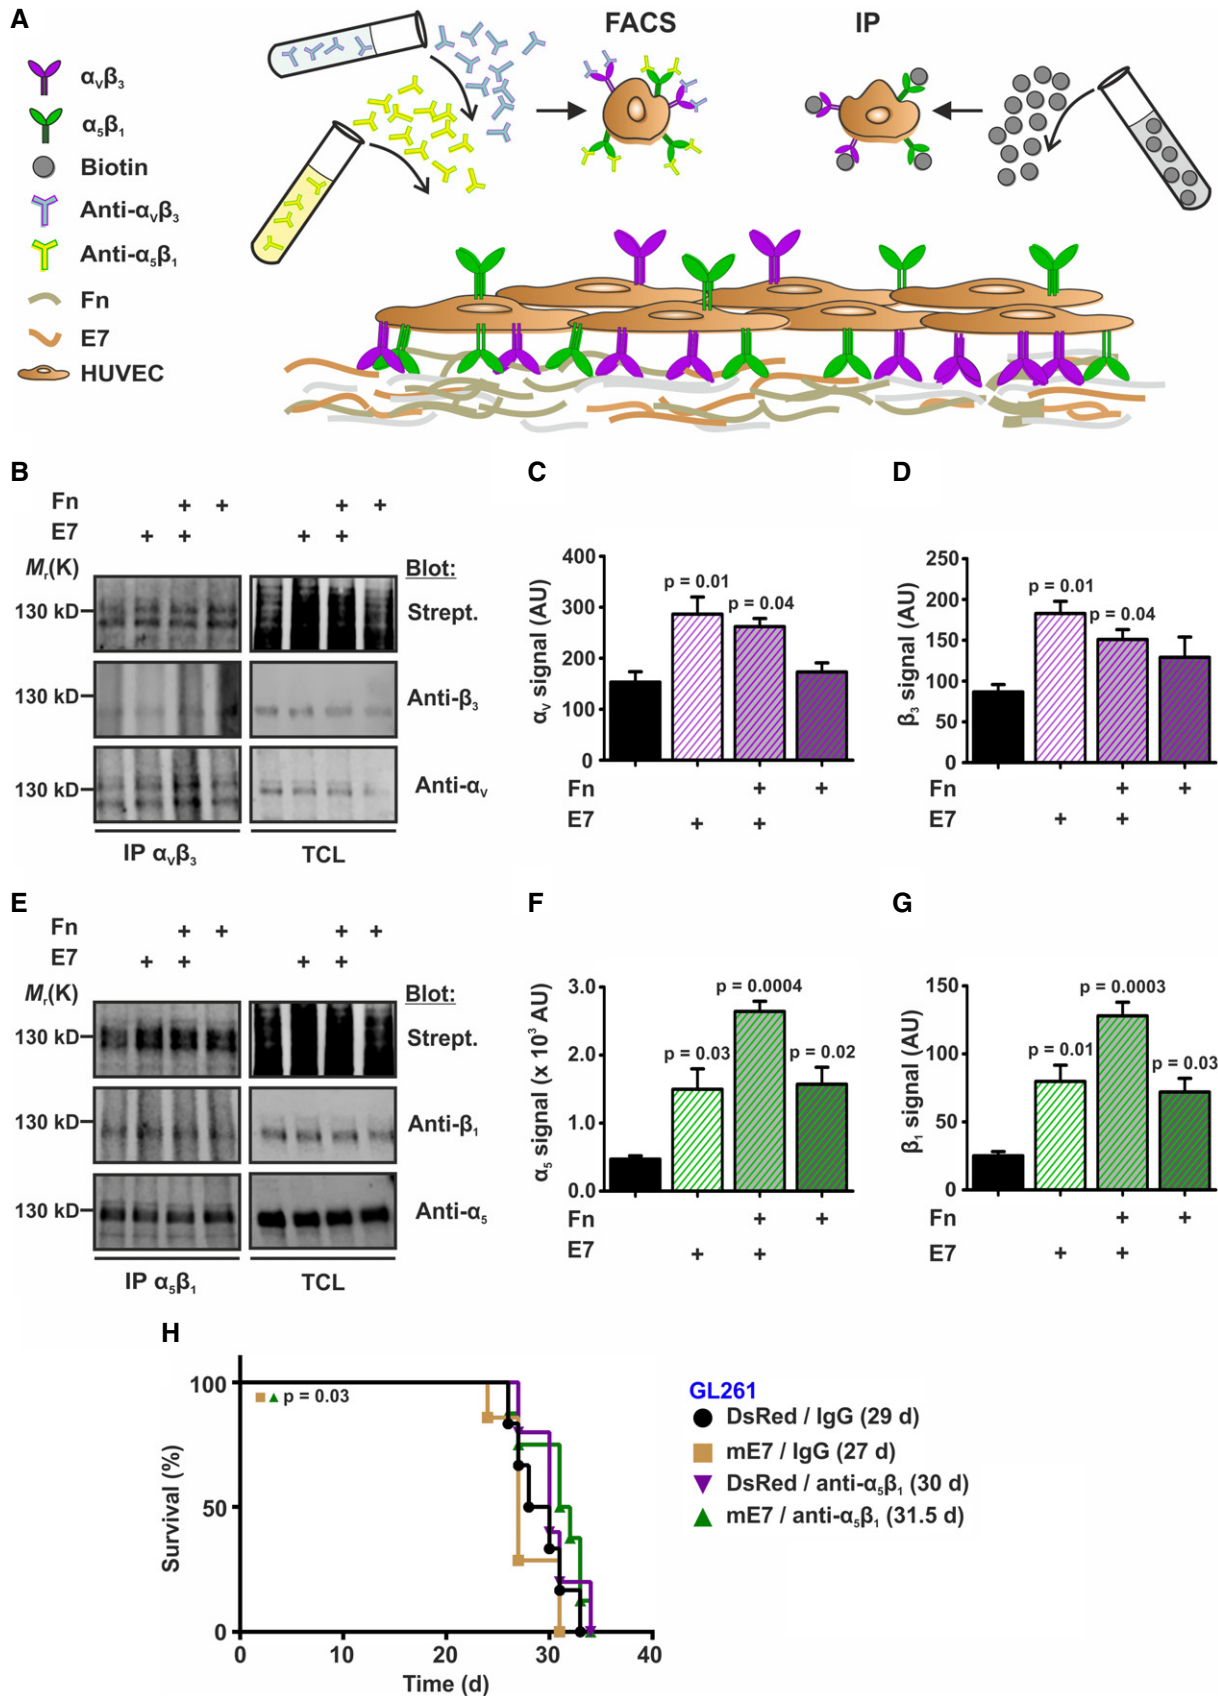 A
FACS
IP
αvβ3
α5β1
Biotin
Anti-αvβ3
Anti-α5β1
Fn
E7
HUVEC
B
Fn + + + +
E7 + + + +
Mr(K)
Blot:
130 kD
Strept.
130 kD
Anti-β3
130 kD
Anti-αv
IP αvβ3
TCL
C
αv signal (AU)
400
300
200
100
0
p = 0.01
p = 0.04
Fn + +
E7 + +
D
β3 signal (AU)
250
200
150
100
50
0
p = 0.01
p = 0.04
Fn + +
E7 + +
E
Fn + + + +
E7 + + + +
Mr(K)
Blot:
130 kD
Strept.
130 kD
Anti-β1
130 kD
Anti-α5
IP α5β1
TCL
F
α5 signal (x 10³ AU)
3.0
2.0
1.0
0.0
p = 0.03
p = 0.0004
p = 0.02
Fn + +
E7 + +
G
β1 signal (AU)
150
100
50
0
p = 0.01
p = 0.0003
p = 0.03
Fn + +
E7 + +
H
Survival (%)
100
50
0
p = 0.03
0 10 20 30 40
Time (d)
GL261
DsRed / IgG (29 d)
mE7 / IgG (27 d)
DsRed / anti-α5β1 (30 d)
mE7 / anti-α5β1 (31.5 d)